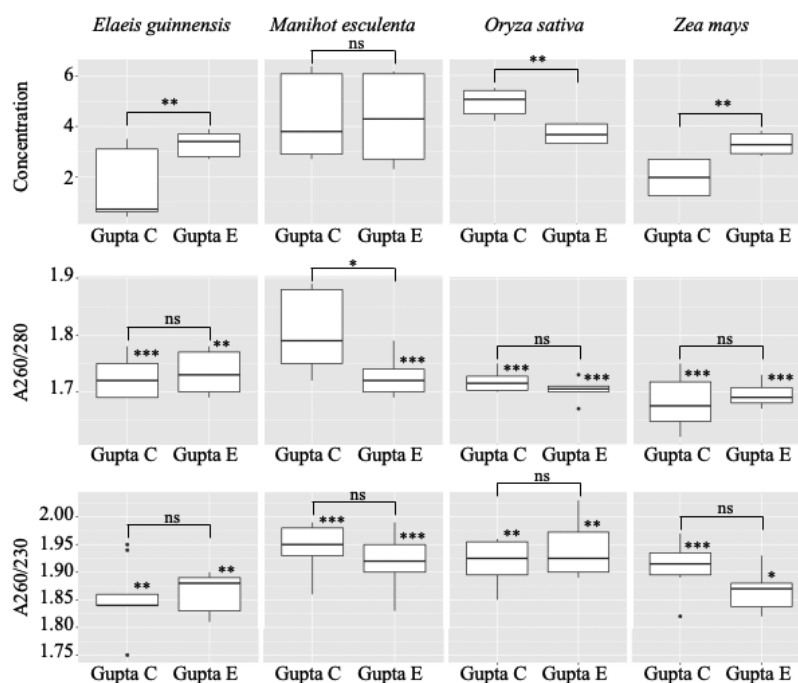 Elaeis guinnensis Manihot esculenta Oryza sativa Zea mays
ns
** ** **
Concentration
6
4
2
Gupta C Gupta E Gupta C Gupta E Gupta C Gupta E Gupta C Gupta E
*
ns ns ns
*** ** *** *** *** *** ***
A260/280
1.9
1.8
1.7
Gupta C Gupta E Gupta C Gupta E Gupta C Gupta E Gupta C Gupta E
ns ns ns ns
** ** *** *** ** ** *** *
A260/230
2.00
1.95
1.90
1.85
1.80
1.75
Gupta C Gupta E Gupta C Gupta E Gupta C Gupta E Gupta C Gupta E